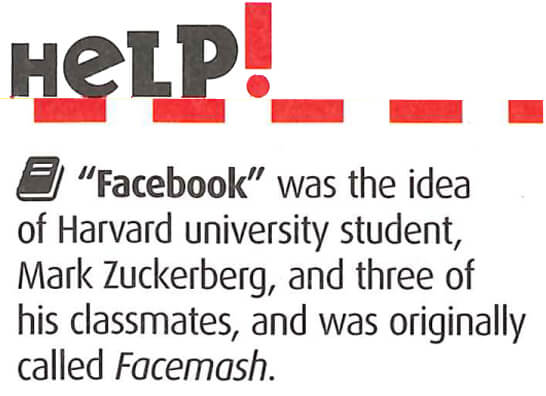 HeLP!
“Facebook” was the idea
of Harvard university student,
Mark Zuckerberg, and three of
his classmates, and was originally
called Facemash.